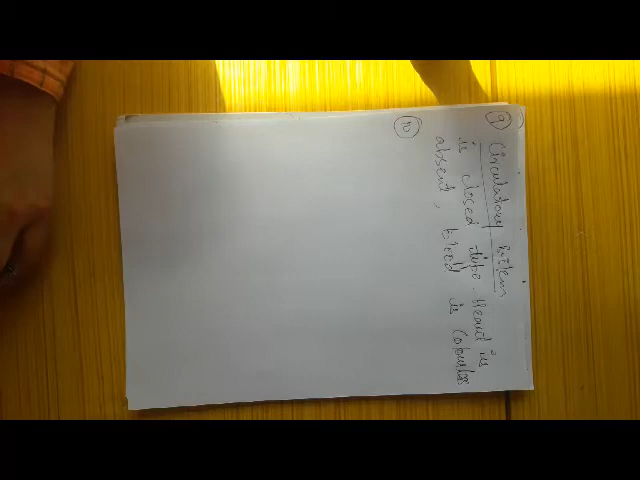 9 Circulatory system
is closed type. Heart is
absent, blood is Colourless
10